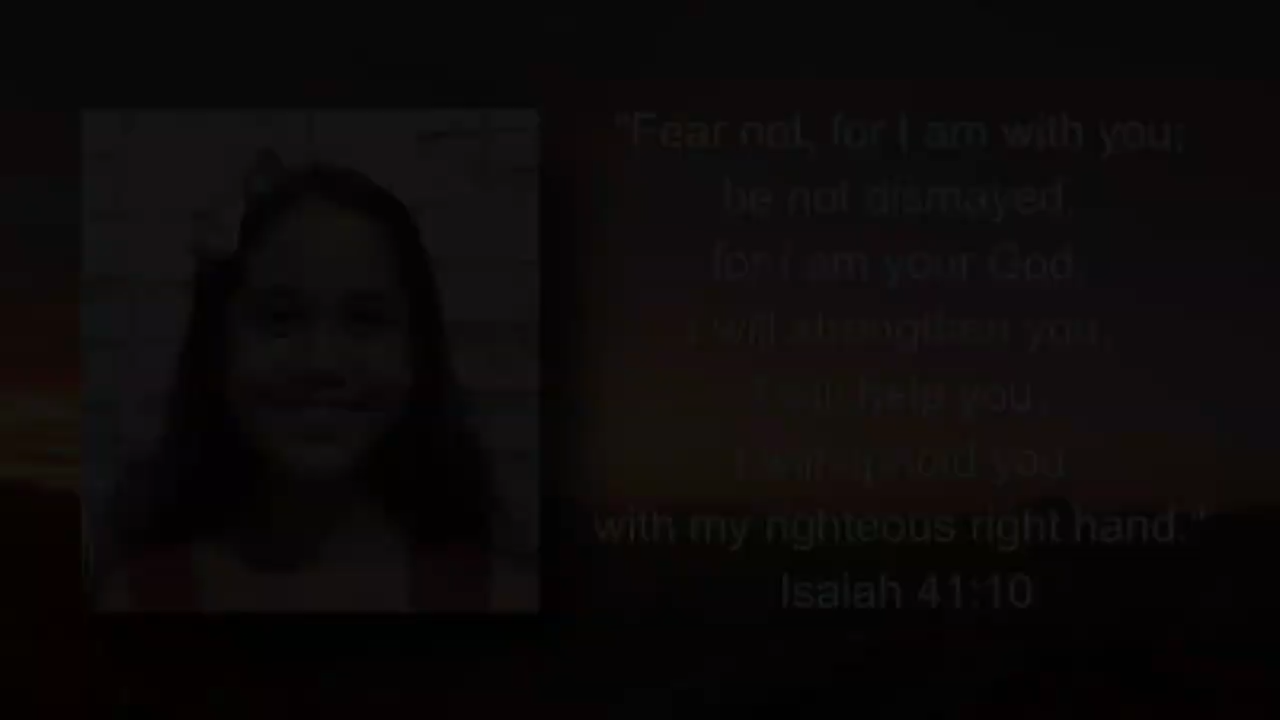 "Fear not, for I am with you;
be not dismayed
for I am your God
I will strengthen you,
I will help you
I will uphold you
with my righteous right hand."
Isaiah 41:10